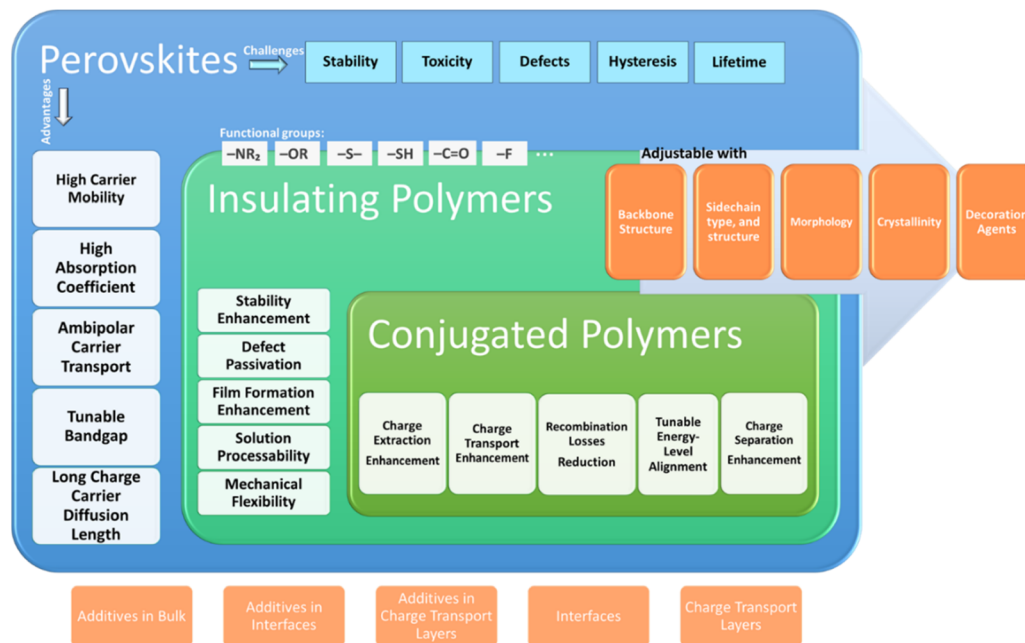 Perovskites
Challenges
Stability
Toxicity
Defects
Hysteresis
Lifetime
Advantages
High Carrier
Mobility
High
Absorption
Coefficient
Ambipolar
Carrier
Transport
Tunable
Bandgap
Long Charge
Carrier
Diffusion
Length
Functional groups:
–NR₂
–OR
–S–
–SH
–C=O
–F
...
Insulating Polymers
Adjustable with
Backbone
Structure
Sidechain
type, and
structure
Morphology
Crystallinity
Decoration
Agents
Stability
Enhancement
Defect
Passivation
Film Formation
Enhancement
Solution
Processability
Mechanical
Flexibility
Conjugated Polymers
Charge
Extraction
Enhancement
Charge
Transport
Enhancement
Recombination
Losses
Reduction
Tunable
Energy-
Level
Alignment
Charge
Separation
Enhancement
Additives in Bulk
Additives in
Interfaces
Additives in
Charge Transport
Layers
Interfaces
Charge Transport
Layers